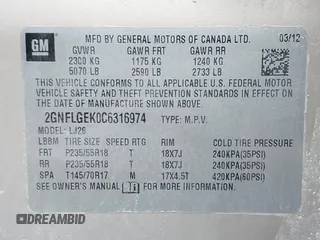 GM
MFD BY GENERAL MOTORS OF CANADA LTD. 03/12
GVWR GAWR FRT GAWR RR
2300 KG 1175 KG 1240 KG
5070 LB 2590 LB 2733 LB
THIS VEHICLE CONFORMS TO ALL APPLICABLE U.S. FEDERAL
MOTOR VEHICLE SAFETY AND THEFT PREVENTION STANDARDS
IN EFFECT ON THE DATE OF MANUFACTURE SHOWN ABOVE.
2GNFLGEK0C6316974 TYPE: M.P.V.
MODEL: 1LJ26
TIRE SIZE SPEED RTG RIM COLD TIRE PRESSURE
FRT P235/55R18 T 18X7J 240KPA(35PSI)
RR P235/55R18 T 18X7J 240KPA(35PSI)
SPA T145/70R17 M 17X4.5T 420KPA(60PSI)
SEE OWNER'S MANUAL FOR ADDITIONAL INFORMATION.